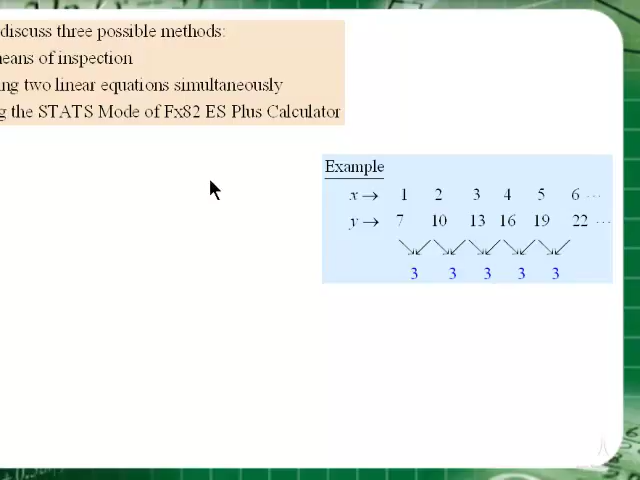 discuss three possible methods:
means of inspection
two linear equations simultaneously
the STATS Mode of Fx82 ES Plus Calculator
Example
x → 1 2 3 4 5 6 ...
y → 7 10 13 16 19 22 ...
3 3 3 3 3